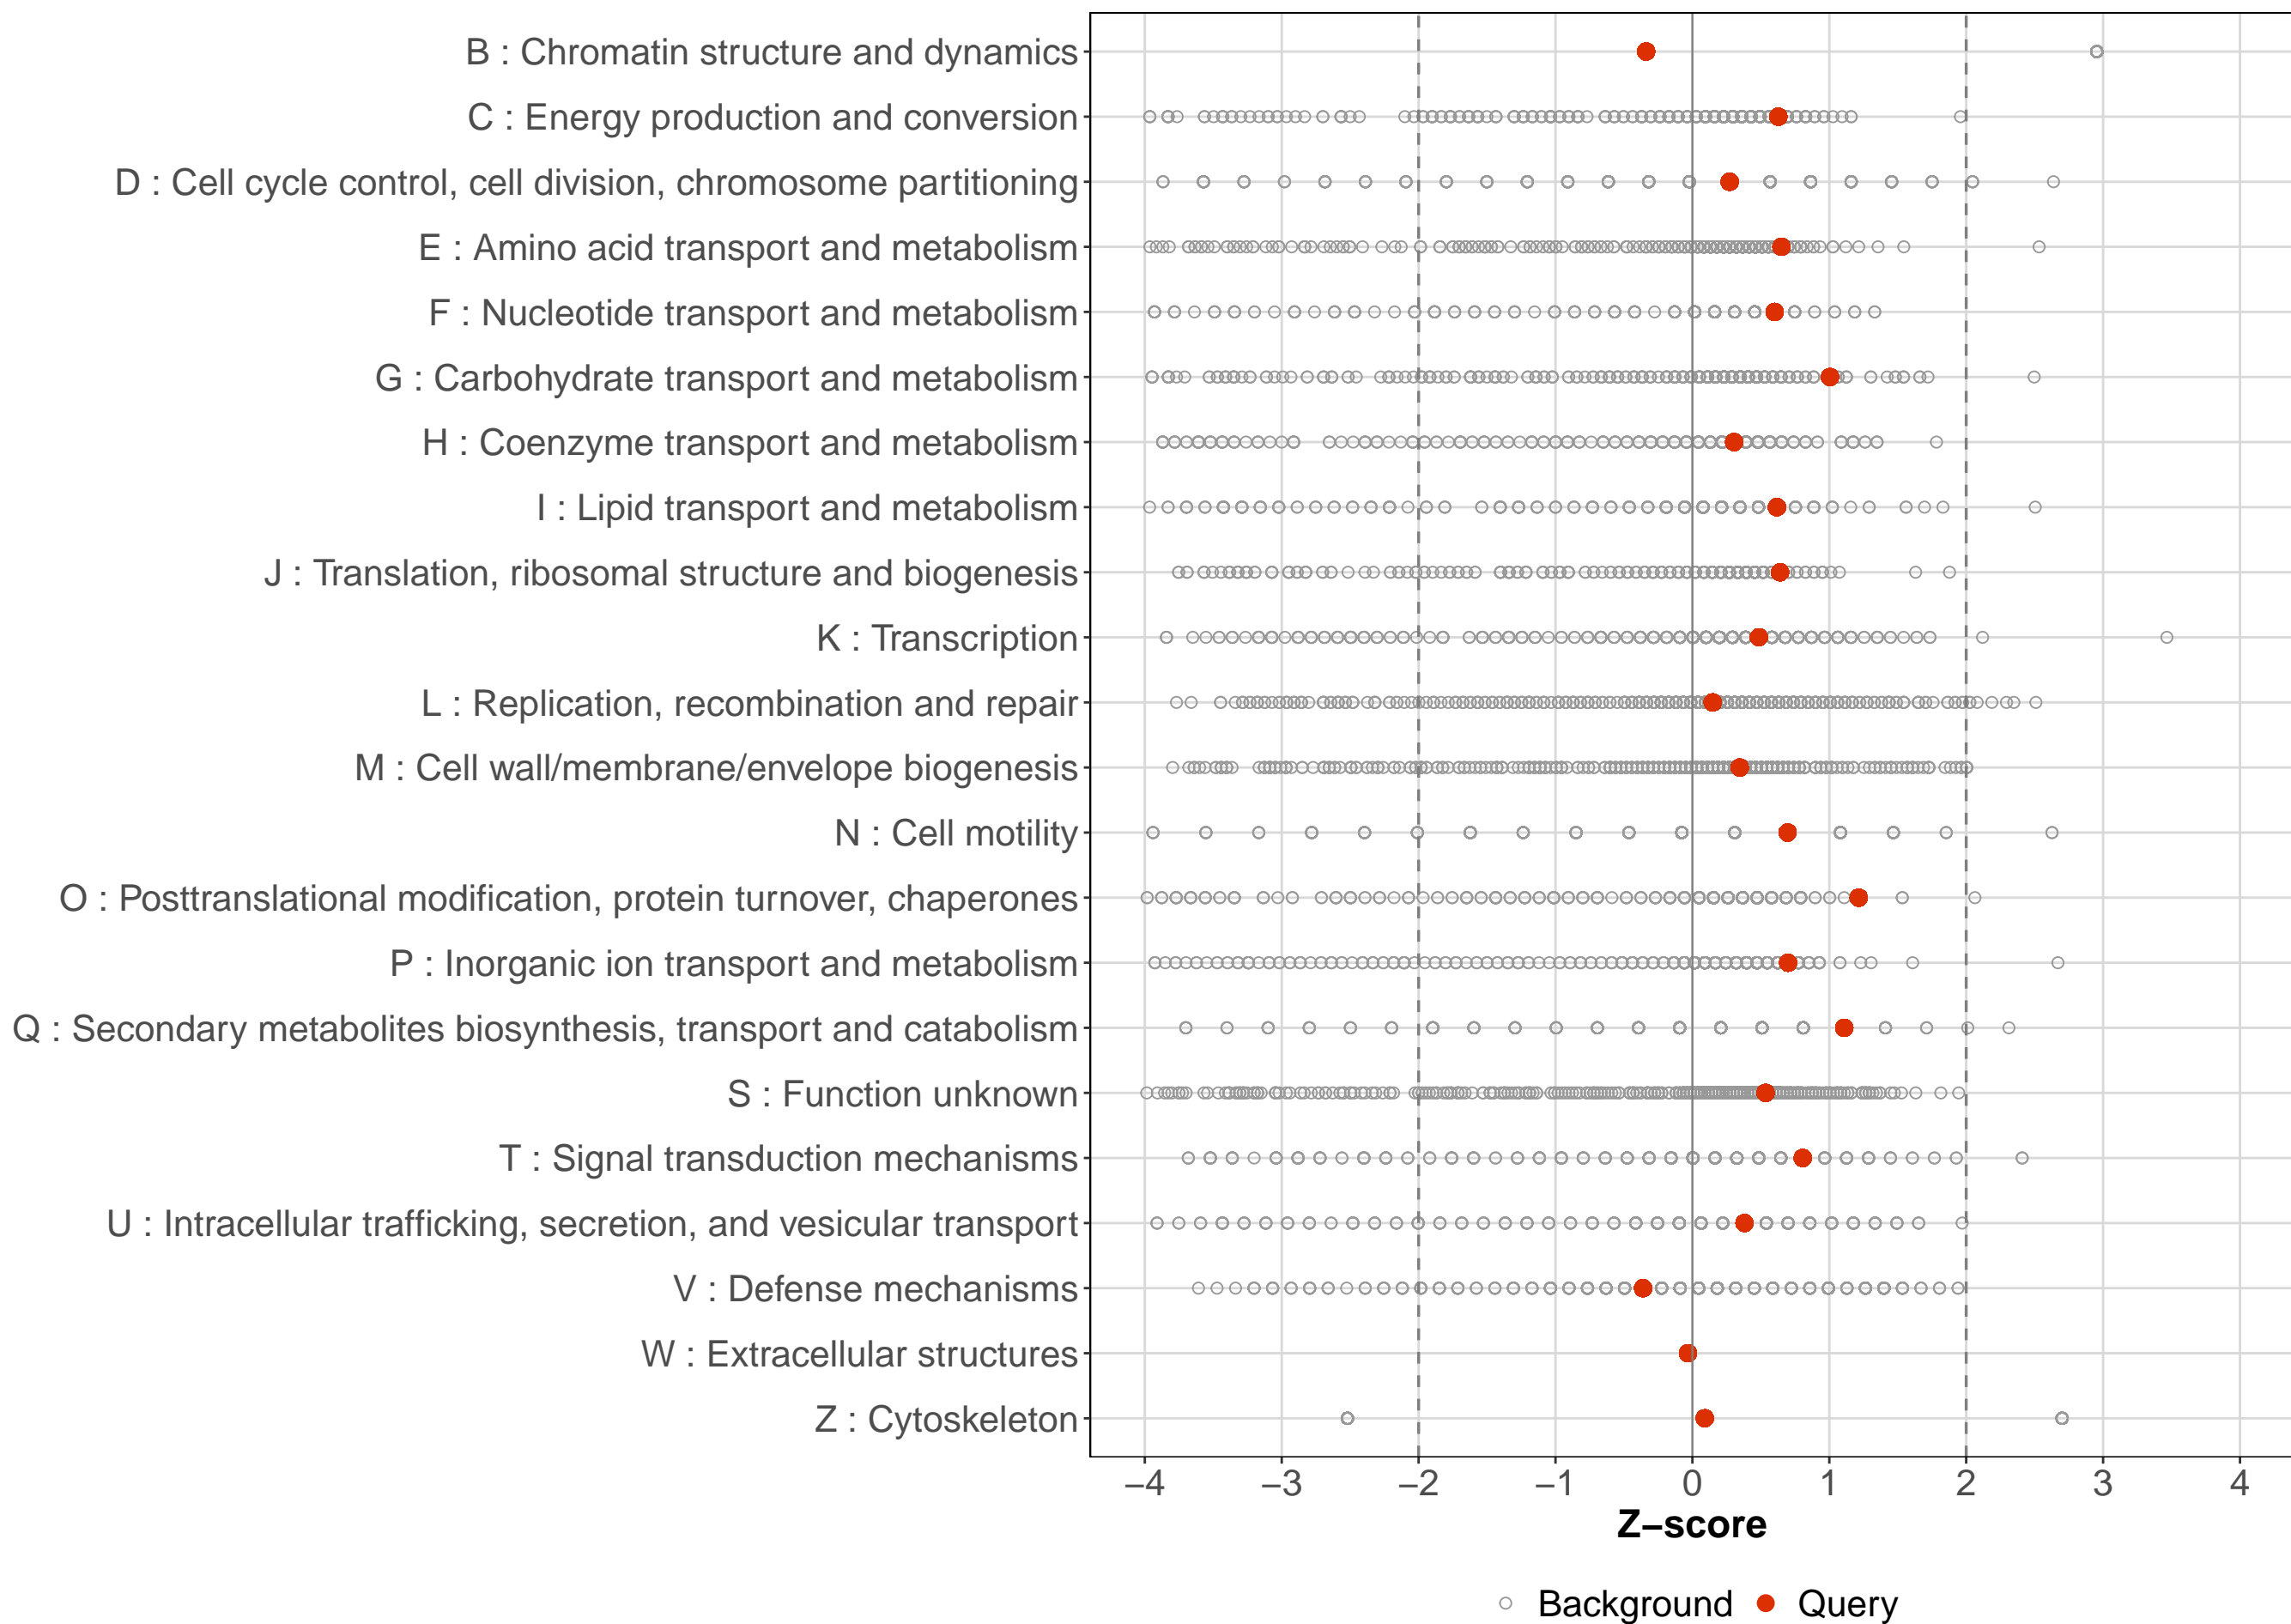 B : Chromatin structure and dynamics
C : Energy production and conversion
D : Cell cycle control, cell division, chromosome partitioning
E : Amino acid transport and metabolism
F : Nucleotide transport and metabolism
G : Carbohydrate transport and metabolism
H : Coenzyme transport and metabolism
I : Lipid transport and metabolism
J : Translation, ribosomal structure and biogenesis
K : Transcription
L : Replication, recombination and repair
M : Cell wall/membrane/envelope biogenesis
N : Cell motility
O : Posttranslational modification, protein turnover, chaperones
P : Inorganic ion transport and metabolism
Q : Secondary metabolites biosynthesis, transport and catabolism
S : Function unknown
T : Signal transduction mechanisms
U : Intracellular trafficking, secretion, and vesicular transport
V : Defense mechanisms
W : Extracellular structures
Z : Cytoskeleton
−4 −3 −2 −1 0 1 2 3 4
Z−score
Background Query